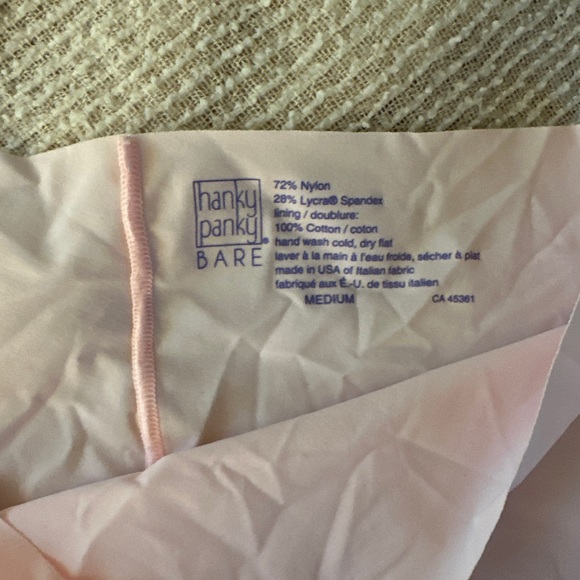 hanky
panky®
BARE
72% Nylon
28% Lycra® Spandex
lining / doublure:
100% Cotton / coton
hand wash cold, dry flat
laver à la main à l'eau froide, sécher à plat
made in USA of Italian fabric
fabriqué aux É.-U. de tissu italien
MEDIUM CA 45361